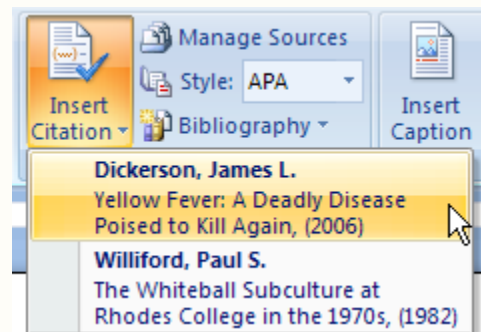 Manage Sources
Style: APA
Insert
Citation
Bibliography
Insert
Caption
Dickerson, James L.
Yellow Fever: A Deadly Disease
Poised to Kill Again, (2006)
Williford, Paul S.
The Whiteball Subculture at
Rhodes College in the 1970s, (1982)